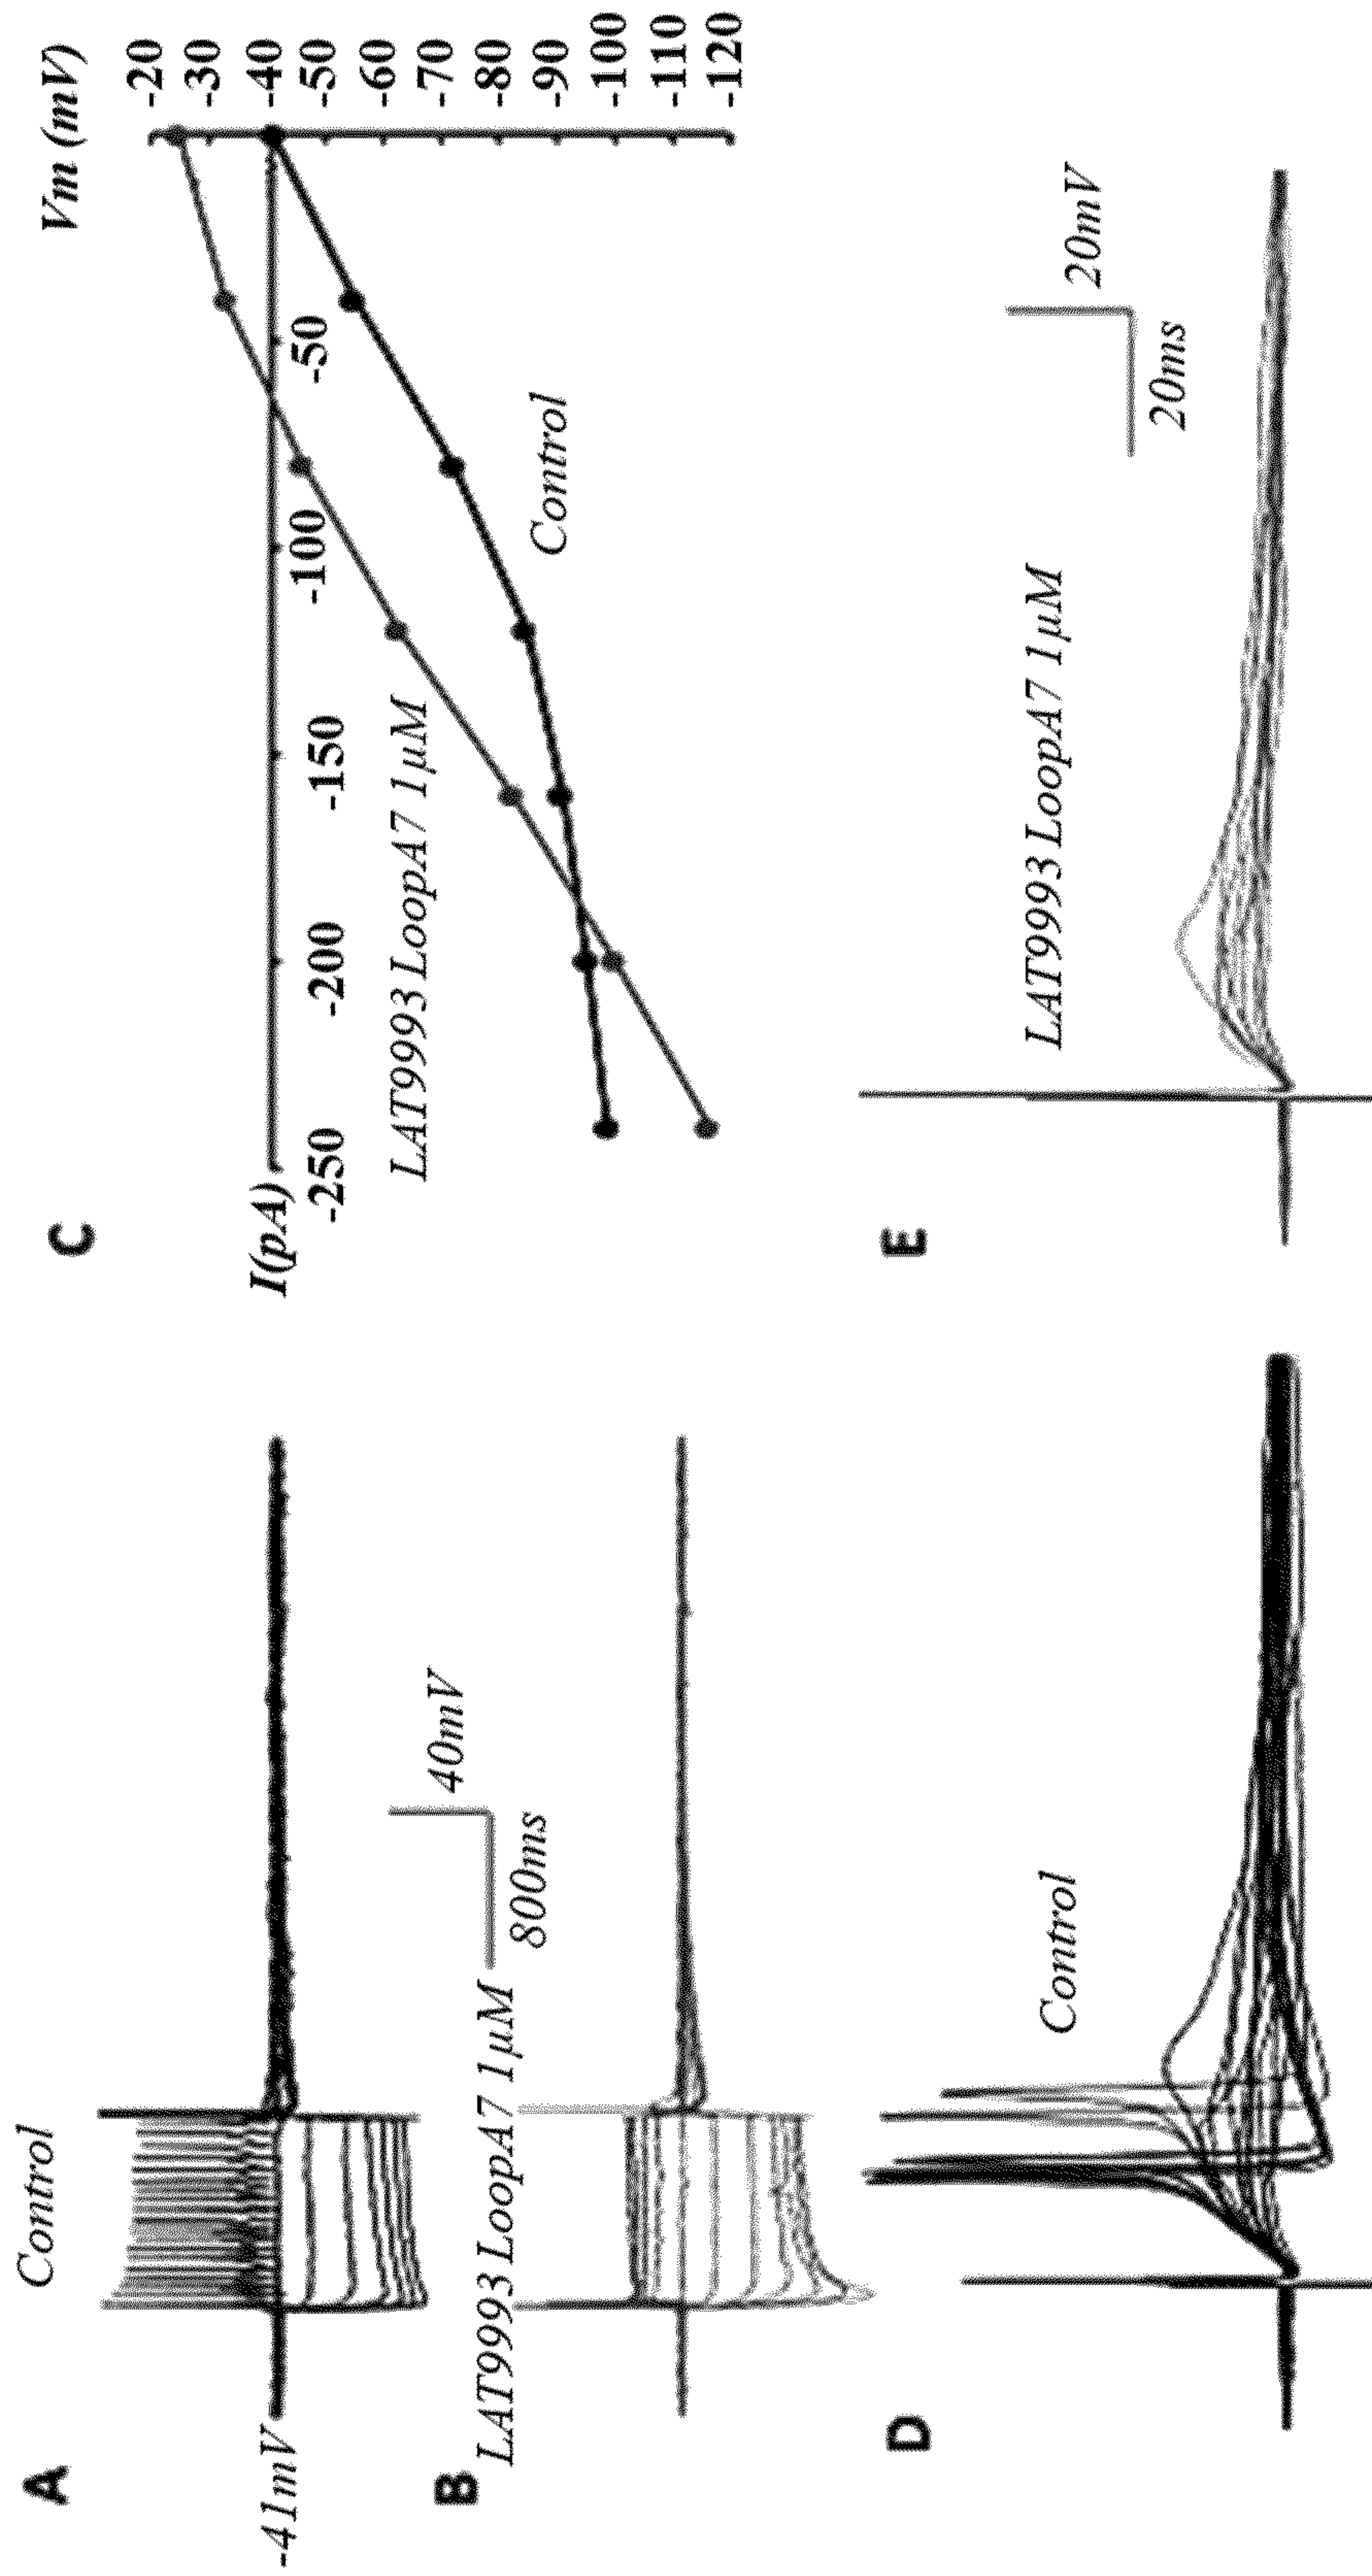 A
Control
-41mV
B
LAT9993 LoopA7 1µM
40mV
800ms
C
Vm (mV)
-20
-30
-40
-50
-60
-70
-80
-90
-100
-110
-120
I(pA)
-250
-200
-150
-100
-50
LAT9993 LoopA7 1µM
Control
D
Control
E
LAT9993 LoopA7 1µM
20mV
20ms